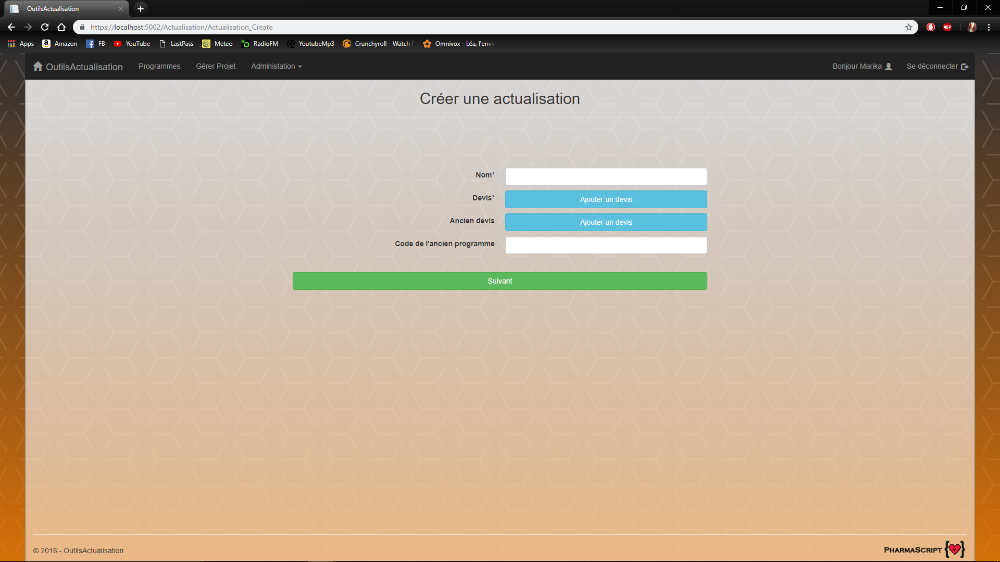 - OutilsActualisation
https://localhost:5002/Actualisation/Actualisation_Create
ABP
Apps Amazon FB YouTube LastPass Meteo RadioFM YoutubeMp3 Crunchyroll - Watch Omnivox - Léa, l'envi
OutilsActualisation Programmes Gérer Projet Administation Bonjour Marika Se déconnecter
Créer une actualisation
Nom*
Devis* Ajouter un devis
Ancien devis Ajouter un devis
Code de l'ancien programme
Suivant
© 2018 - OutilsActualisation PharmaScript